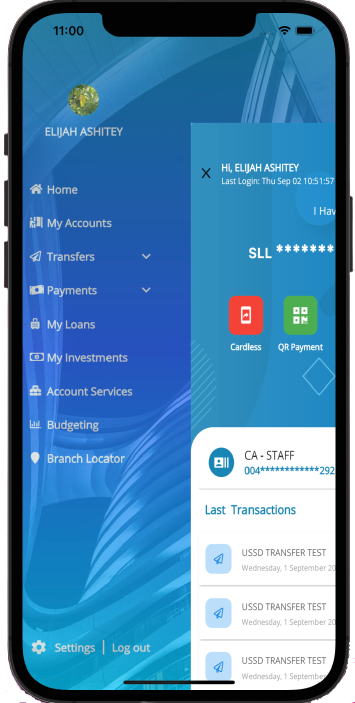 11:00
ELIJAH ASHITEY
Home
My Accounts
Transfers
Payments
My Loans
My Investments
Account Services
Budgeting
Branch Locator
Settings | Log out
X
HI, ELIJAH ASHITEY
Last Login: Thu Sep 02 10:51:57
I Hav
SLL *******
Cardless
QR Payment
CA - STAFF
004************292
Last Transactions
USSD TRANSFER TEST
Wednesday, 1 September 20
USSD TRANSFER TEST
Wednesday, 1 September 20
USSD TRANSFER TEST
Wednesday, 1 September 20